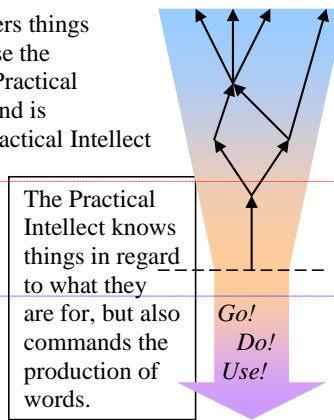 ers things
se the
Practical
nd is
actical Intellect
The Practical
Intellect knows
things in regard
to what they
are for, but also
commands the
production of
words.
Go!
Do!
Use!